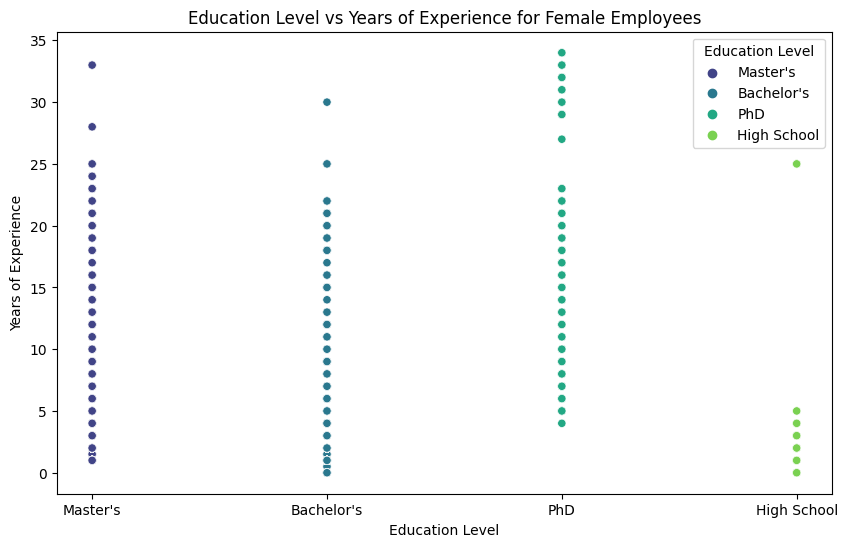 Education Level vs Years of Experience for Female Employees
Education Level
Master's
Bachelor's
PhD
High School
Years of Experience
35
30
25
20
15
10
5
0
Master's
Bachelor's
PhD
High School
Education Level